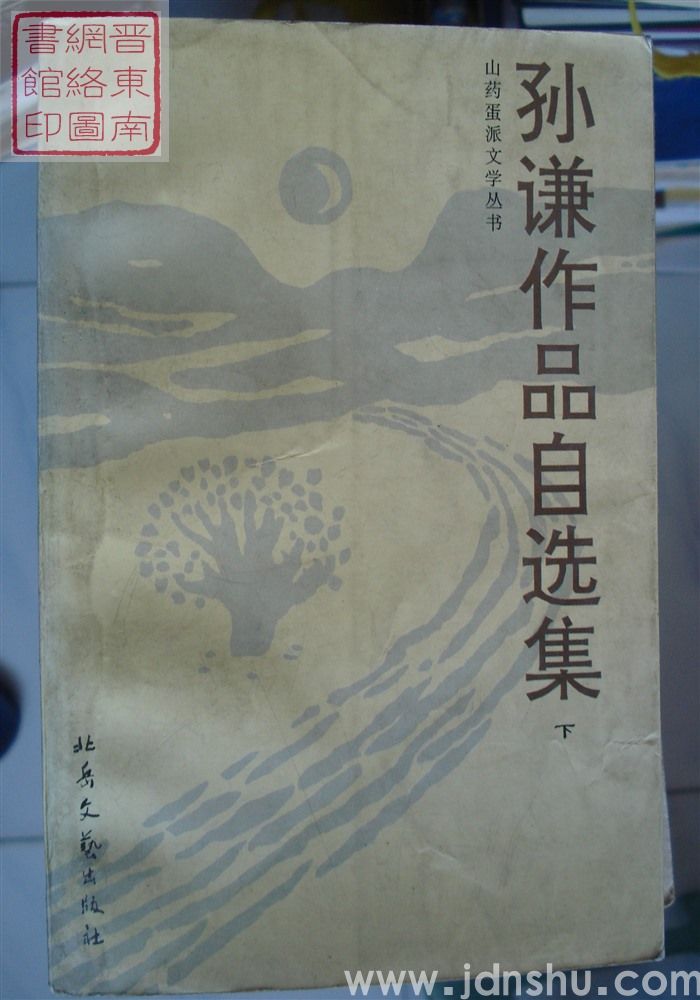 晋東南
網絡圖
書館印
孙谦作品自选集
下
山药蛋派文学丛书
北岳文藝出版社
www.jdnshu.com